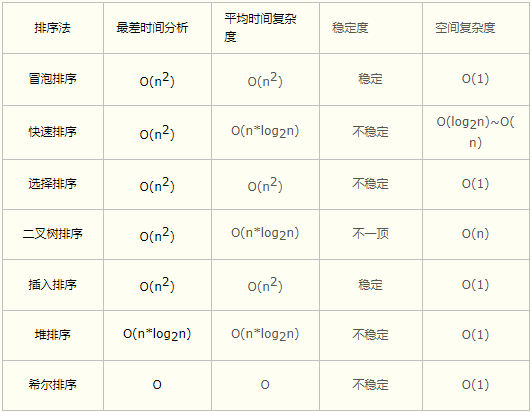 排序法 最差时间分析 平均时间复杂度 稳定度 空间复杂度
冒泡排序 O(n²) O(n²) 稳定 O(1)
快速排序 O(n²) O(n*log₂n) 不稳定 O(log₂n)~O(n)
选择排序 O(n²) O(n²) 不稳定 O(1)
二叉树排序 O(n²) O(n*log₂n) 不一顶 O(n)
插入排序 O(n²) O(n²) 稳定 O(1)
堆排序 O(n*log₂n) O(n*log₂n) 不稳定 O(1)
希尔排序 O O 不稳定 O(1)